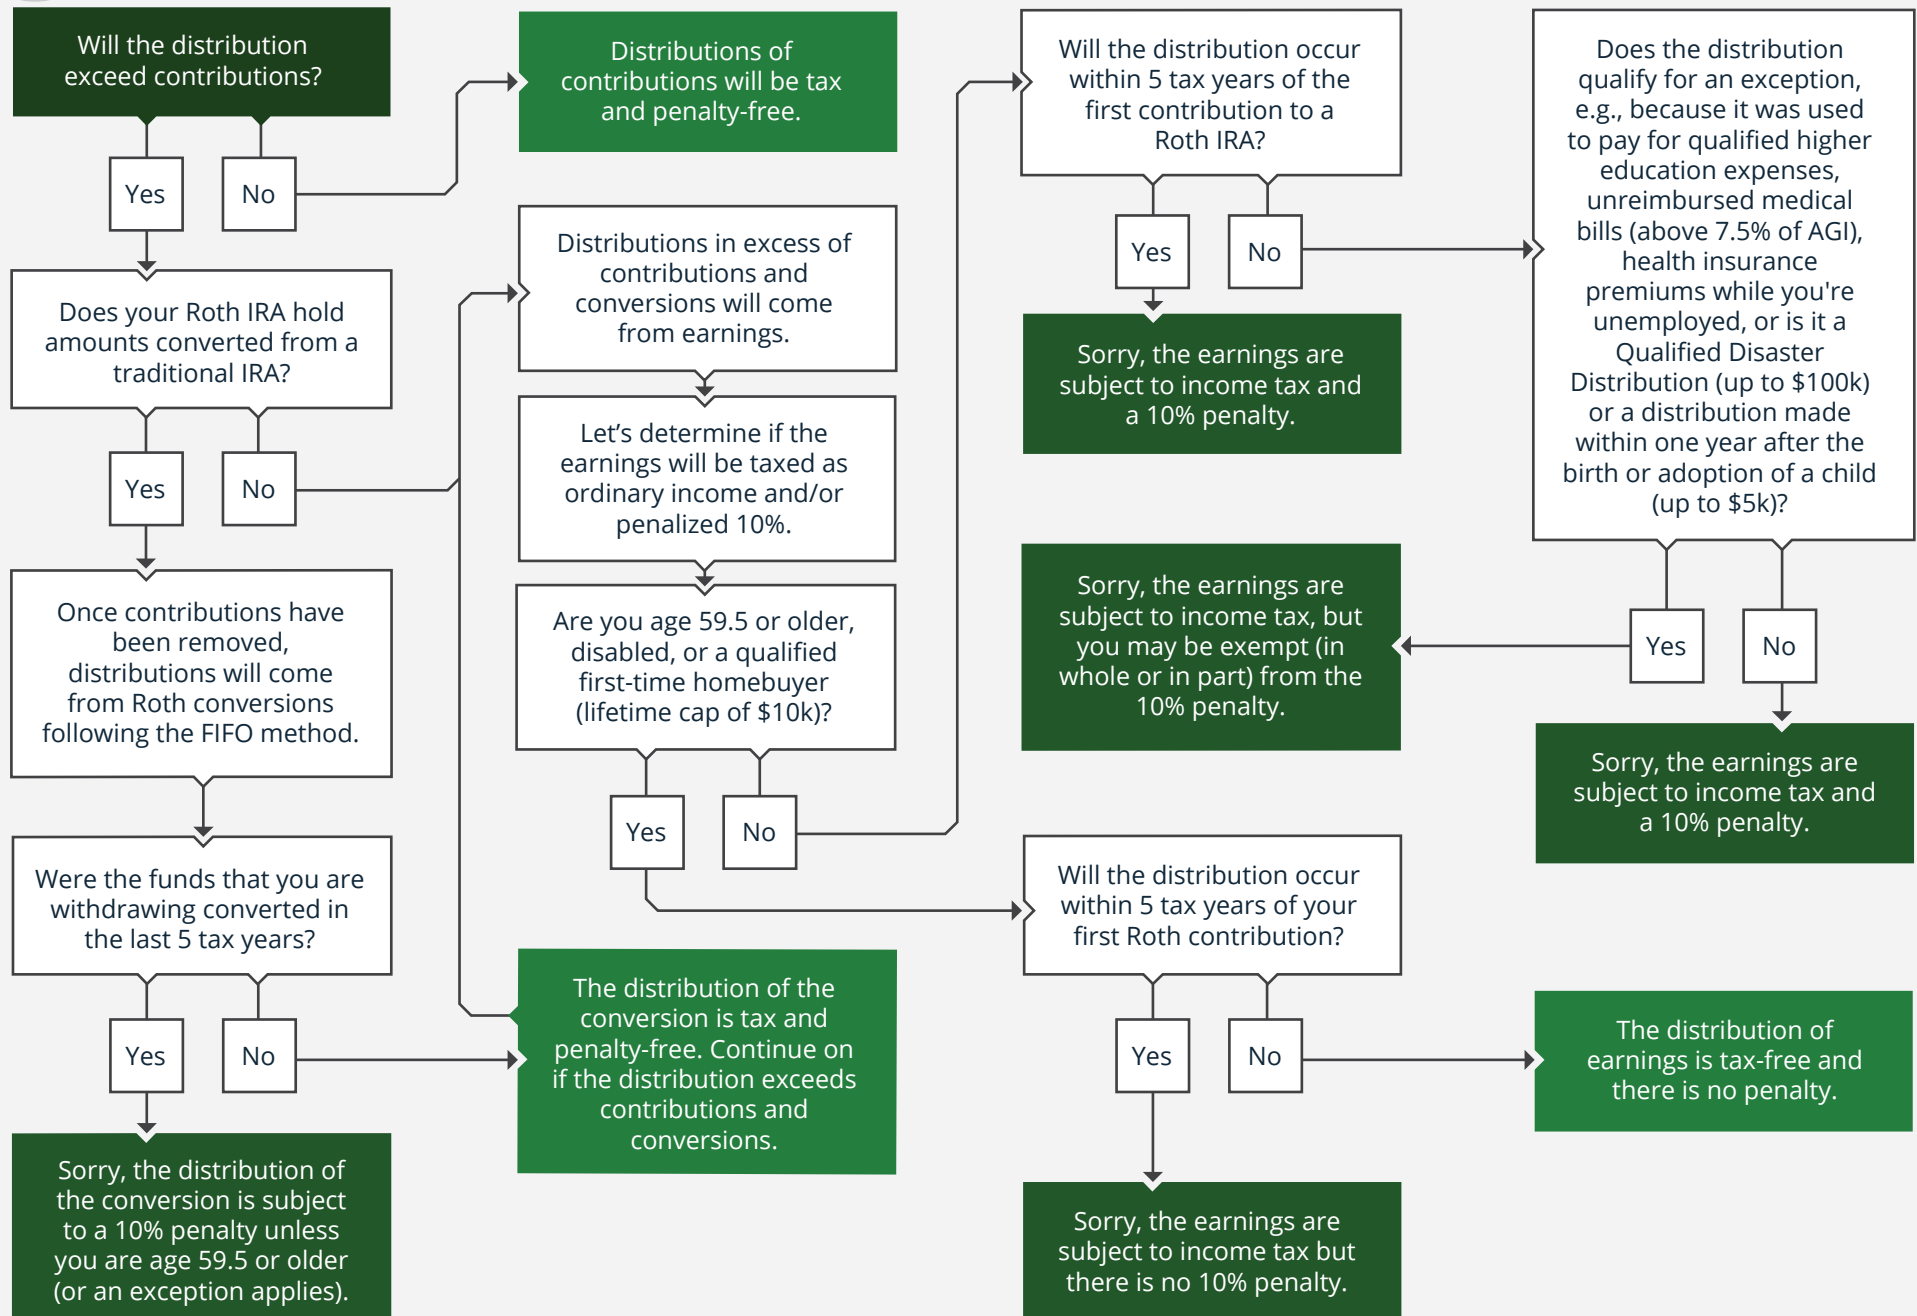 Will the distribution
exceed contributions?
Yes
No
Distributions of
contributions will be tax
and penalty-free.
Does your Roth IRA hold
amounts converted from a
traditional IRA?
Yes
No
Once contributions have
been removed,
distributions will come
from Roth conversions
following the FIFO method.
Were the funds that you are
withdrawing converted in
the last 5 tax years?
Yes
No
Sorry, the distribution of
the conversion is subject
to a 10% penalty unless
you are age 59.5 or older
(or an exception applies).
The distribution of the
conversion is tax and
penalty-free. Continue on
if the distribution exceeds
contributions and
conversions.
Distributions in excess of
contributions and
conversions will come
from earnings.
Let’s determine if the
earnings will be taxed as
ordinary income and/or
penalized 10%.
Are you age 59.5 or older,
disabled, or a qualified
first-time homebuyer
(lifetime cap of $10k)?
Yes
No
Will the distribution occur
within 5 tax years of the
first contribution to a
Roth IRA?
Yes
No
Sorry, the earnings are
subject to income tax and
a 10% penalty.
Does the distribution
qualify for an exception,
e.g., because it was used
to pay for qualified higher
education expenses,
unreimbursed medical
bills (above 7.5% of AGI),
health insurance
premiums while you're
unemployed, or is it a
Qualified Disaster
Distribution (up to $100k)
or a distribution made
within one year after the
birth or adoption of a child
(up to $5k)?
Yes
No
Sorry, the earnings are
subject to income tax, but
you may be exempt (in
whole or in part) from the
10% penalty.
Sorry, the earnings are
subject to income tax and
a 10% penalty.
Will the distribution occur
within 5 tax years of your
first Roth contribution?
Yes
No
The distribution of
earnings is tax-free and
there is no penalty.
Sorry, the earnings are
subject to income tax but
there is no 10% penalty.